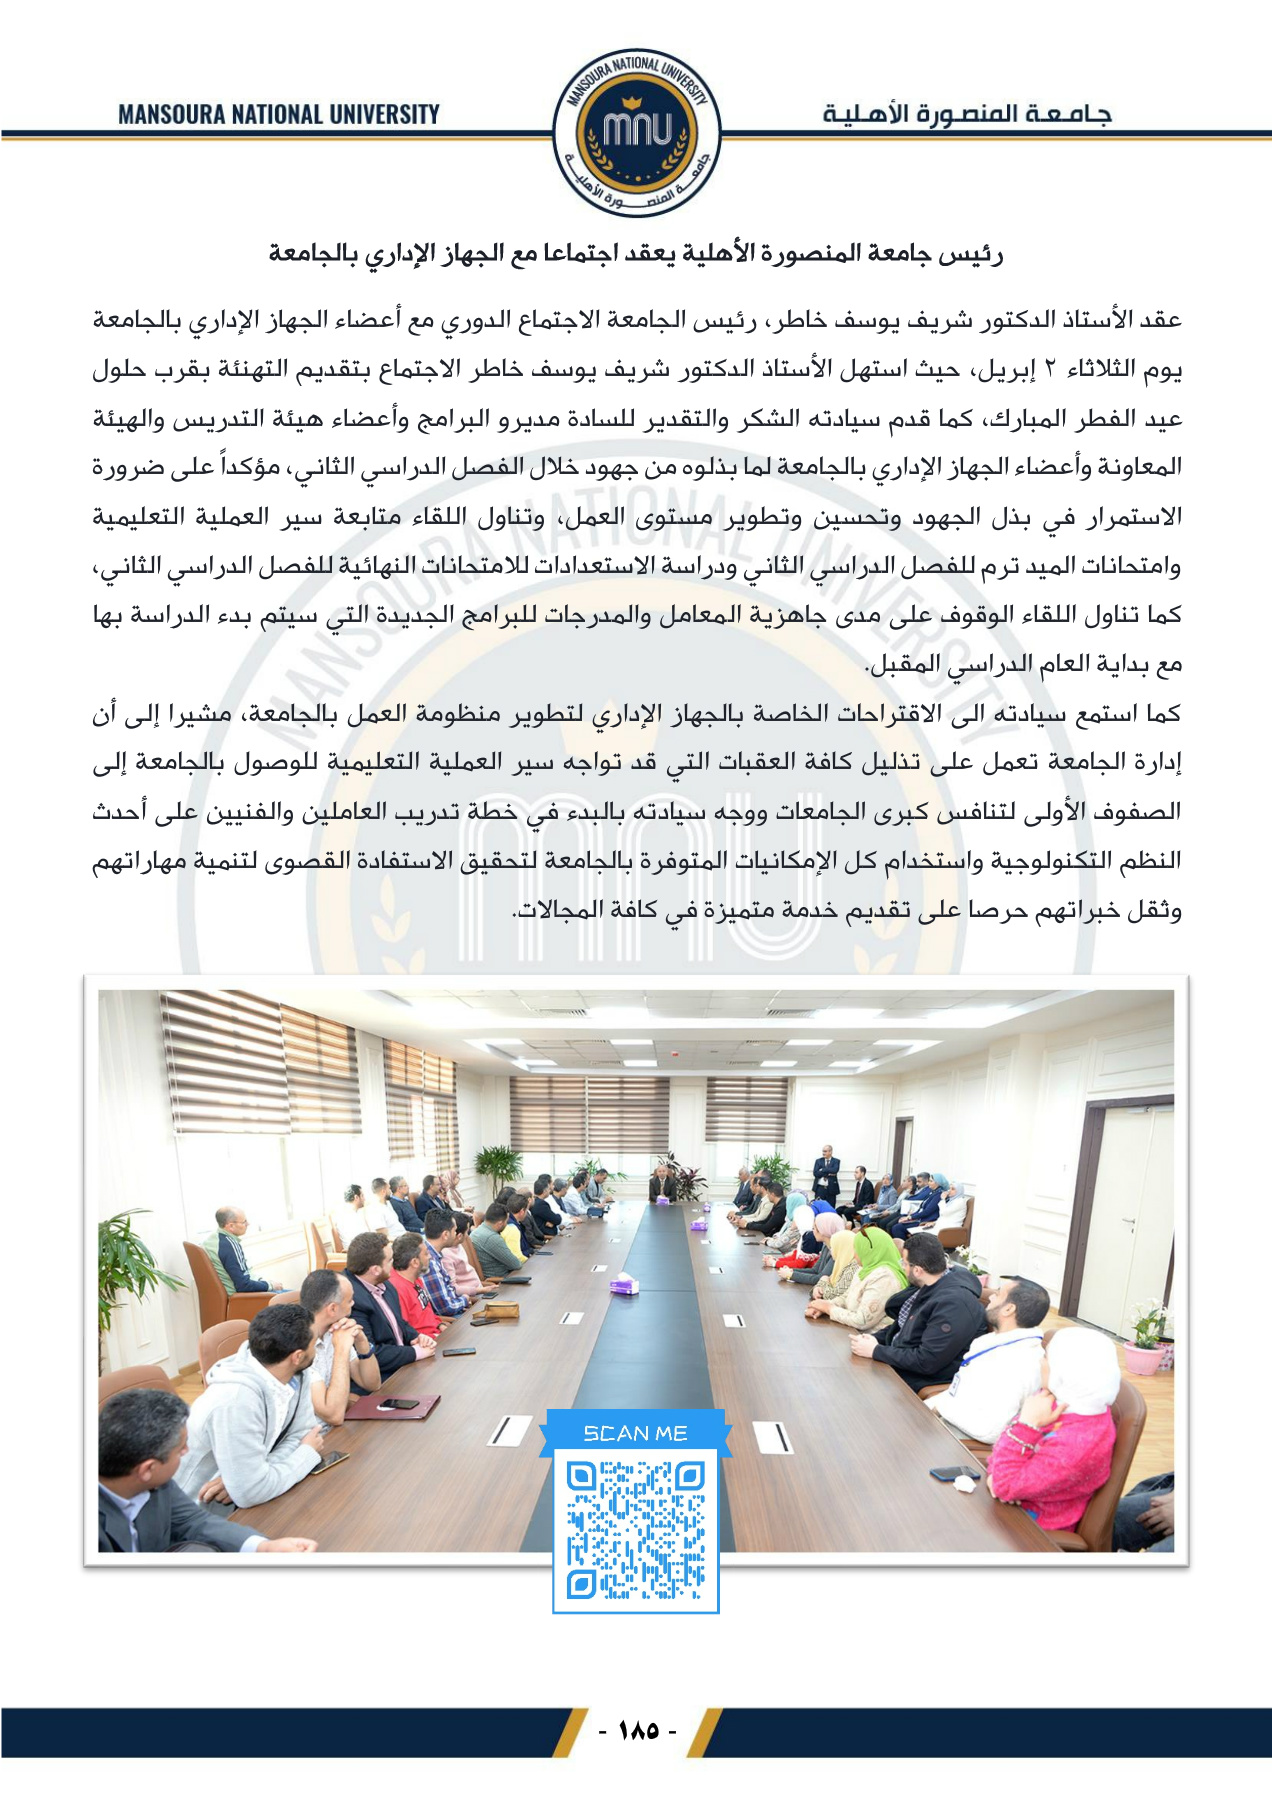 MANSOURA NATIONAL UNIVERSITY
جامعة المنصورة الأهلية
MANSOURA NATIONAL UNIVERSITY
mnu
جامعة المنصورة الأهلية
رئيس جامعة المنصورة الأهلية يعقد اجتماعا مع الجهاز الإداري بالجامعة
عقد الأستاذ الدكتور شريف يوسف خاطر، رئيس الجامعة الاجتماع الدوري مع أعضاء الجهاز الإداري بالجامعة
يوم الثلاثاء ٢ إبريل، حيث استهل الأستاذ الدكتور شريف يوسف خاطر الاجتماع بتقديم التهنئة بقرب حلول
عيد الفطر المبارك، كما قدم سيادته الشكر والتقدير للسادة مديرو البرامج وأعضاء هيئة التدريس والهيئة
المعاونة وأعضاء الجهاز الإداري بالجامعة لما بذلوه من جهود خلال الفصل الدراسي الثاني، مؤكداً على ضرورة
الاستمرار في بذل الجهود وتحسين وتطوير مستوى العمل، وتناول اللقاء متابعة سير العملية التعليمية
وامتحانات الميد ترم للفصل الدراسي الثاني ودراسة الاستعدادات للامتحانات النهائية للفصل الدراسي الثاني،
كما تناول اللقاء الوقوف على مدى جاهزية المعامل والمدرجات للبرامج الجديدة التي سيتم بدء الدراسة بها
مع بداية العام الدراسي المقبل.
كما استمع سيادته الى الاقتراحات الخاصة بالجهاز الإداري لتطوير منظومة العمل بالجامعة، مشيرا إلى أن
إدارة الجامعة تعمل على تذليل كافة العقبات التي قد تواجه سير العملية التعليمية للوصول بالجامعة إلى
الصفوف الأولى لتنافس كبرى الجامعات ووجه سيادته بالبدء في خطة تدريب العاملين والفنيين على أحدث
النظم التكنولوجية واستخدام كل الإمكانيات المتوفرة بالجامعة لتحقيق الاستفادة القصوى لتنمية مهاراتهم
وثقل خبراتهم حرصا على تقديم خدمة متميزة في كافة المجالات.
MANSOURA NATIONAL UNIVERSITY
mnu
SCAN ME
- ١٨٥ -